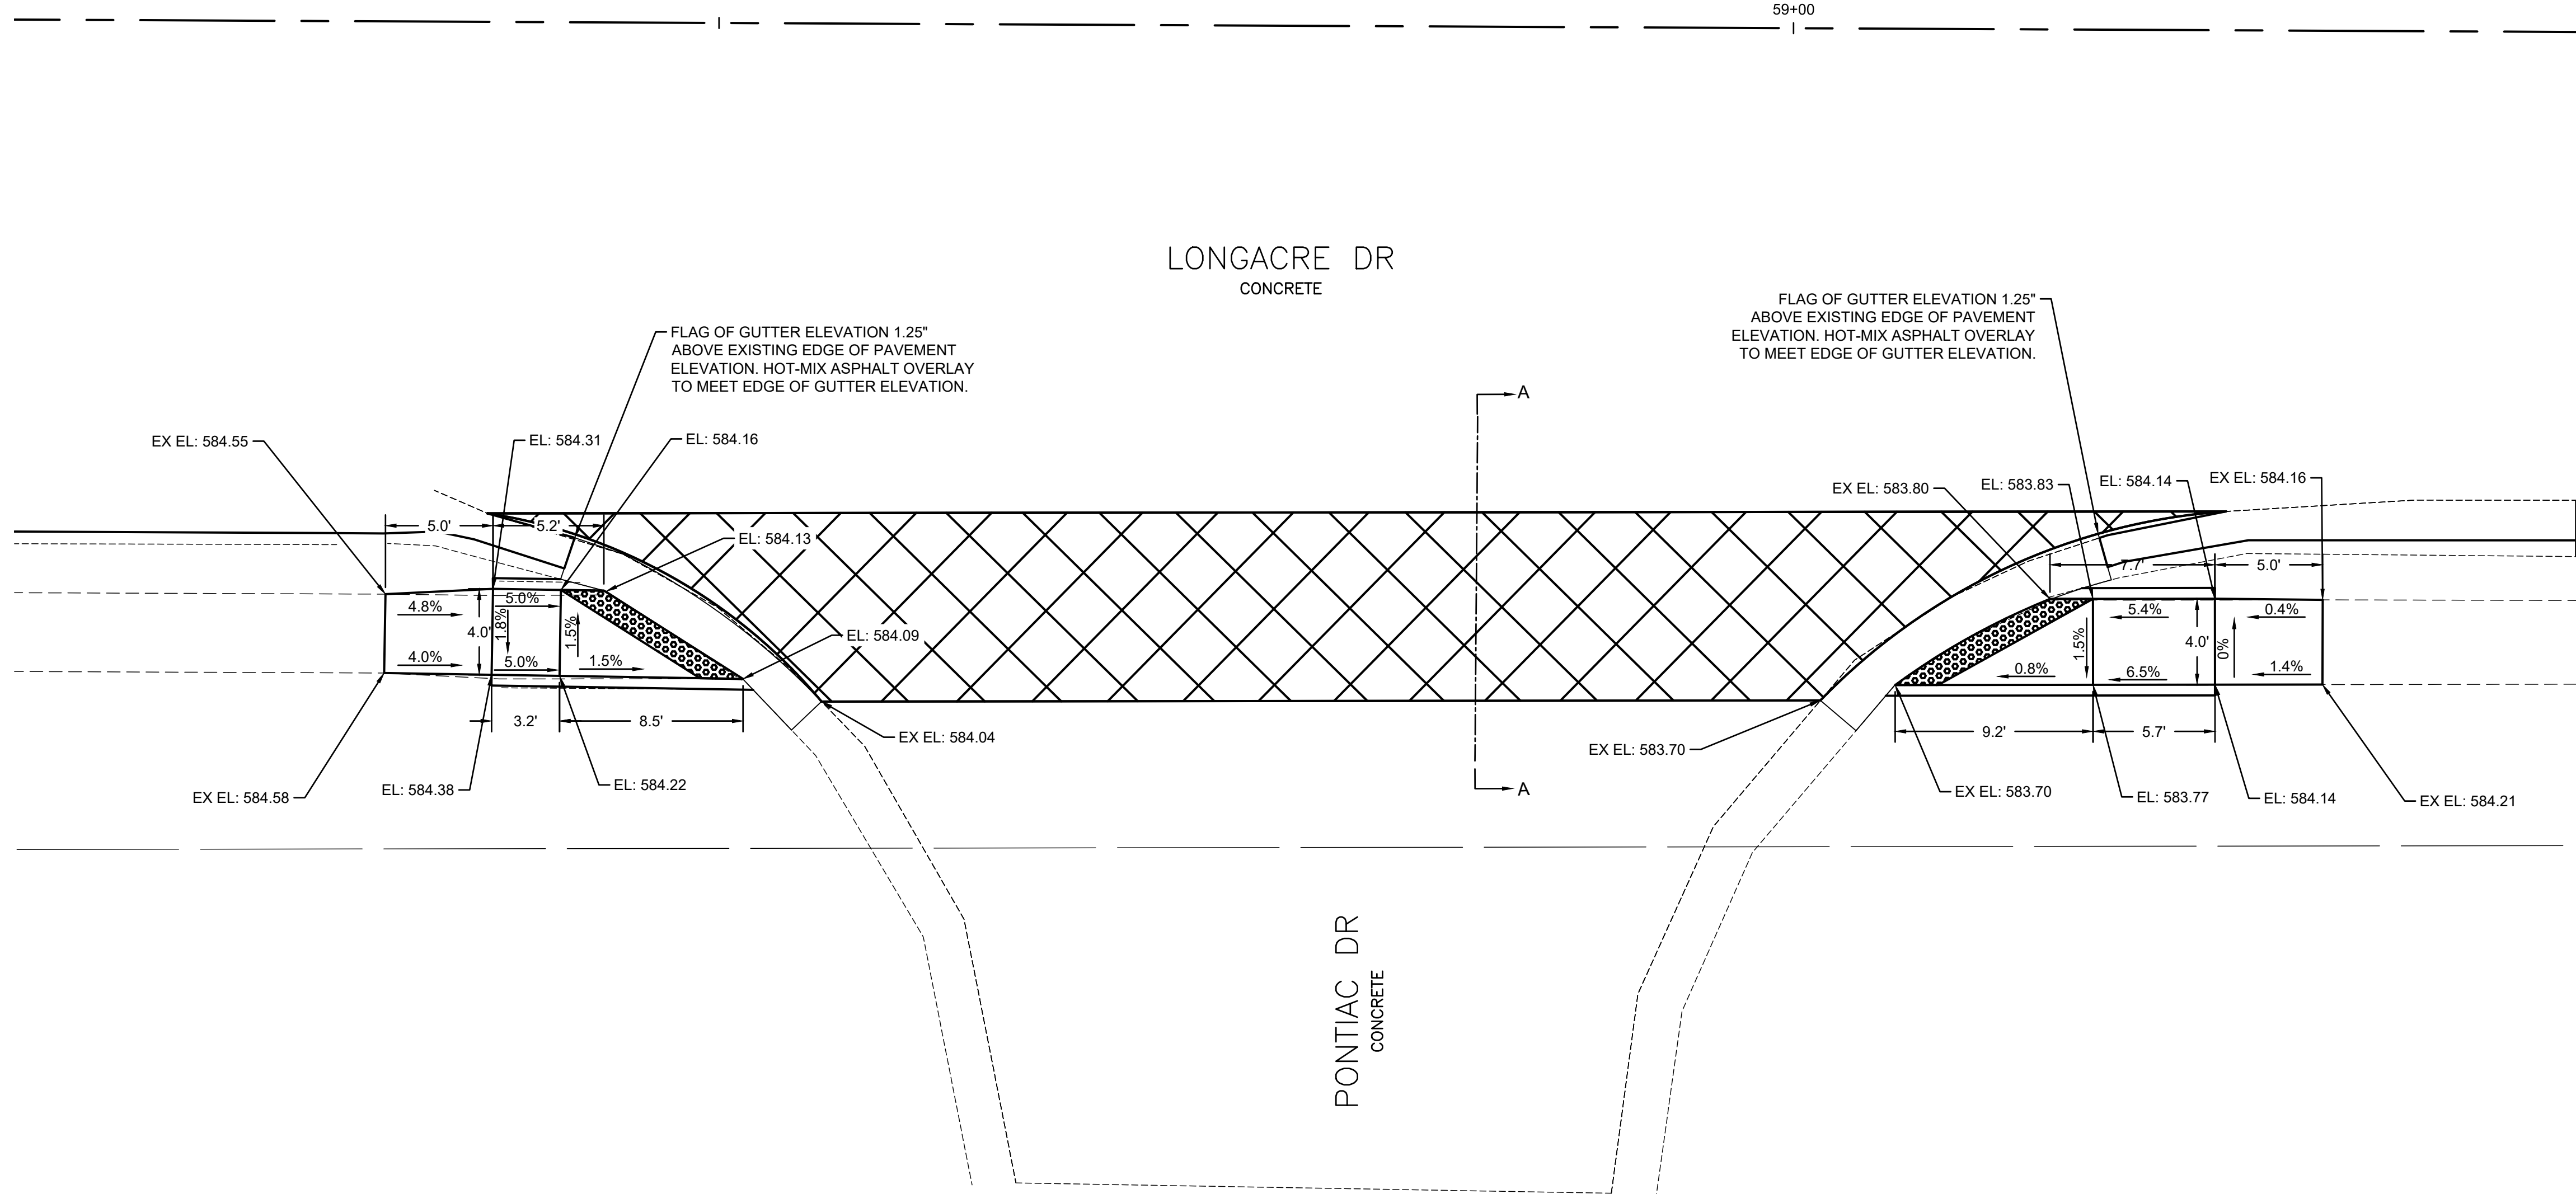 59+00
LONGACRE DR
CONCRETE
FLAG OF GUTTER ELEVATION 1.25"
ABOVE EXISTING EDGE OF PAVEMENT
ELEVATION. HOT-MIX ASPHALT OVERLAY
TO MEET EDGE OF GUTTER ELEVATION.
FLAG OF GUTTER ELEVATION 1.25"
ABOVE EXISTING EDGE OF PAVEMENT
ELEVATION. HOT-MIX ASPHALT OVERLAY
TO MEET EDGE OF GUTTER ELEVATION.
A
EX EL: 584.55
EL: 584.31
EL: 584.16
EX EL: 583.80
EL: 583.83
EL: 584.14
EX EL: 584.16
5.0'
5.2'
EL: 584.13
7.7'
5.0'
4.8%
5.0%
4.0'
1.8%
1.5%
EL: 584.09
4.0%
5.0%
1.5%
5.4%
0.4%
1.5%
4.0'
0%
0.8%
6.5%
1.4%
3.2'
8.5'
EX EL: 584.04
EX EL: 583.70
9.2'
5.7'
EX EL: 584.58
EL: 584.38
EL: 584.22
A
EX EL: 583.70
EL: 583.77
EL: 584.14
EX EL: 584.21
PONTIAC DR
CONCRETE